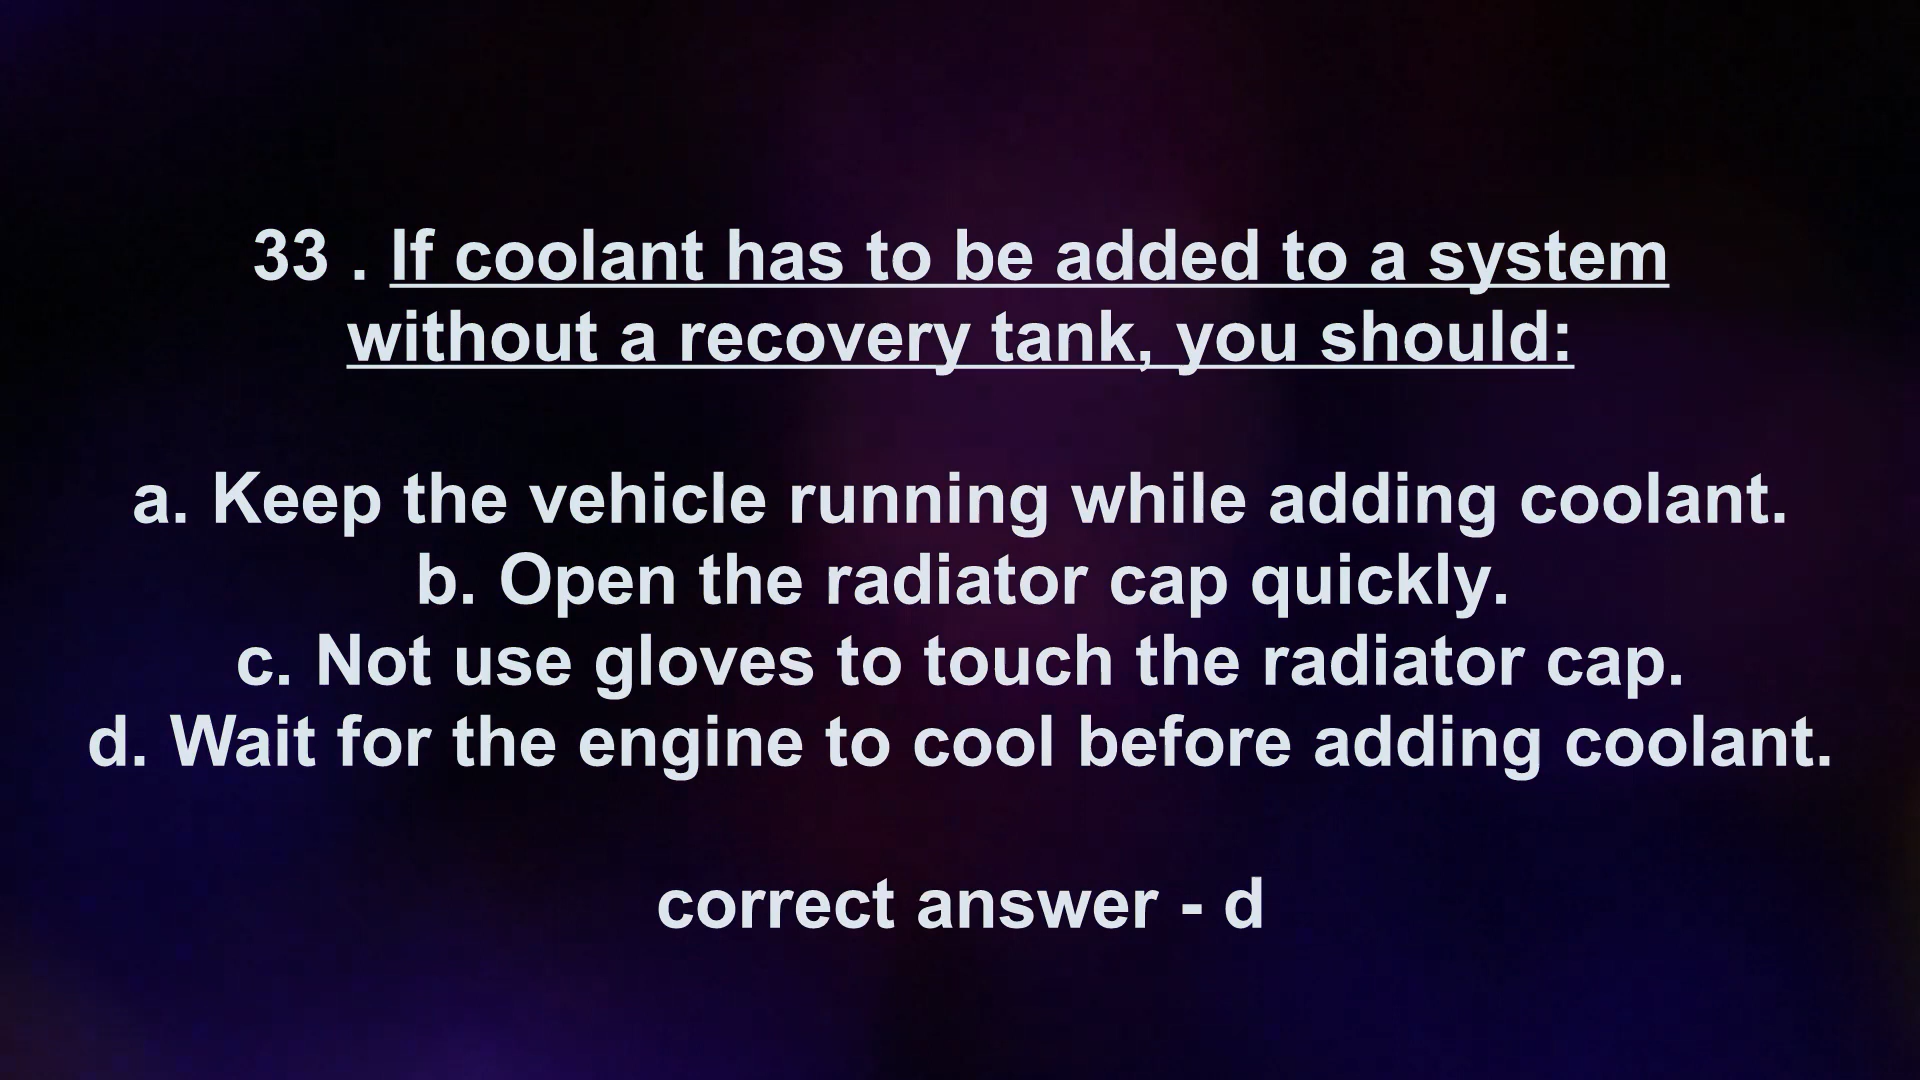 33 . If coolant has to be added to a system
without a recovery tank, you should:
a. Keep the vehicle running while adding coolant.
b. Open the radiator cap quickly.
c. Not use gloves to touch the radiator cap.
d. Wait for the engine to cool before adding coolant.
correct answer - d